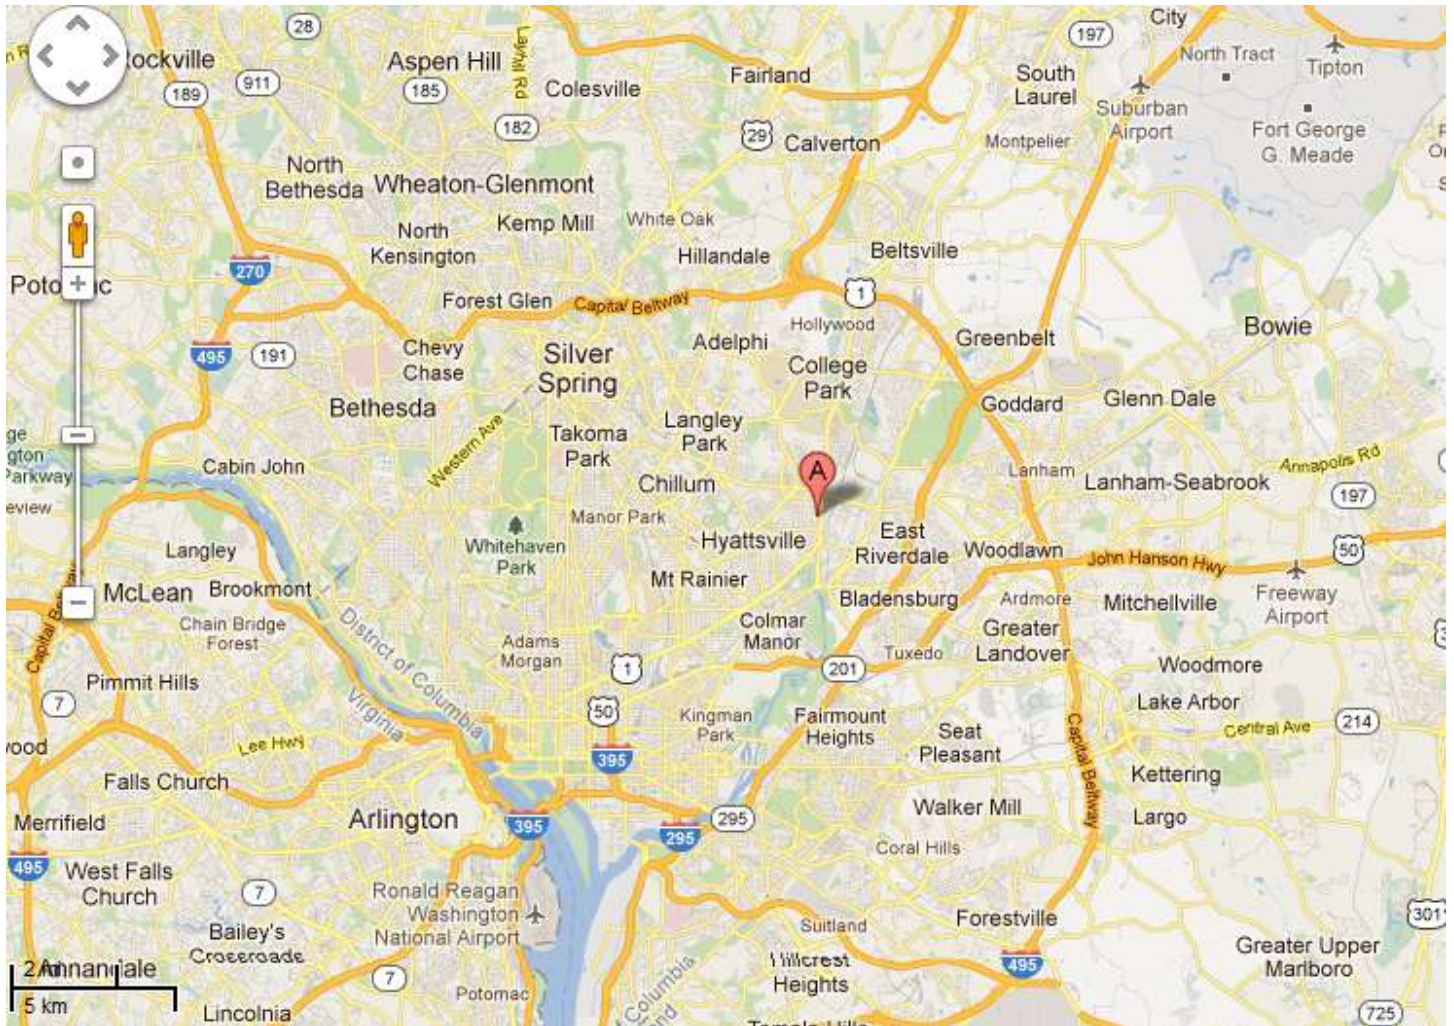 City
28
197
North Tract
Rockville
Layhill Rd
Aspen Hill
Fairland
South
Laurel
Tipton
189
911
185
Colesville
Suburban
Airport
182
29
Calverton
Montpelier
Fort George
G. Meade
North
Bethesda
Wheaton-Glenmont
North
Kensington
Kemp Mill
White Oak
Hillandale
Beltsville
270
Forest Glen
Capital Beltway
1
Hollywood
Bowie
495
191
Chevy
Chase
Silver
Spring
Adelphi
College
Park
Greenbelt
Bethesda
Western Ave
Takoma
Park
Langley
Park
Goddard
Glenn Dale
Parkway
Cabin John
Chillum
A
Lanham
Lanham-Seabrook
Annapolis Rd
197
Manor Park
Langley
Whitehaven
Park
Hyattsville
East
Riverdale
Woodlawn
John Hanson Hwy
50
McLean
Brookmont
Mt Rainier
Bladensburg
Ardmore
Mitchellville
Freeway
Airport
Capital Beltway
Chain Bridge
Forest
District of Columbia
Virginia
Adams
Morgan
Colmar
Manor
Greater
Landover
1
201
Tuxedo
Woodmore
Pimmit Hills
7
50
Kingman
Park
Fairmount
Heights
Seat
Pleasant
Lake Arbor
Central Ave
214
Lee Hwy
395
Capital Beltway
Falls Church
Kettering
Merrifield
Arlington
395
295
295
Walker Mill
Largo
495
West Falls
Church
7
Coral Hills
Ronald Reagan
Washington
National Airport
Suitland
Forestville
301
Bailey's
Crossroads
Hillcrest
Heights
495
Greater Upper
Marlboro
Annandale
2 mi
5 km
7
Potomac
Lincolnia
725
Temple Hills